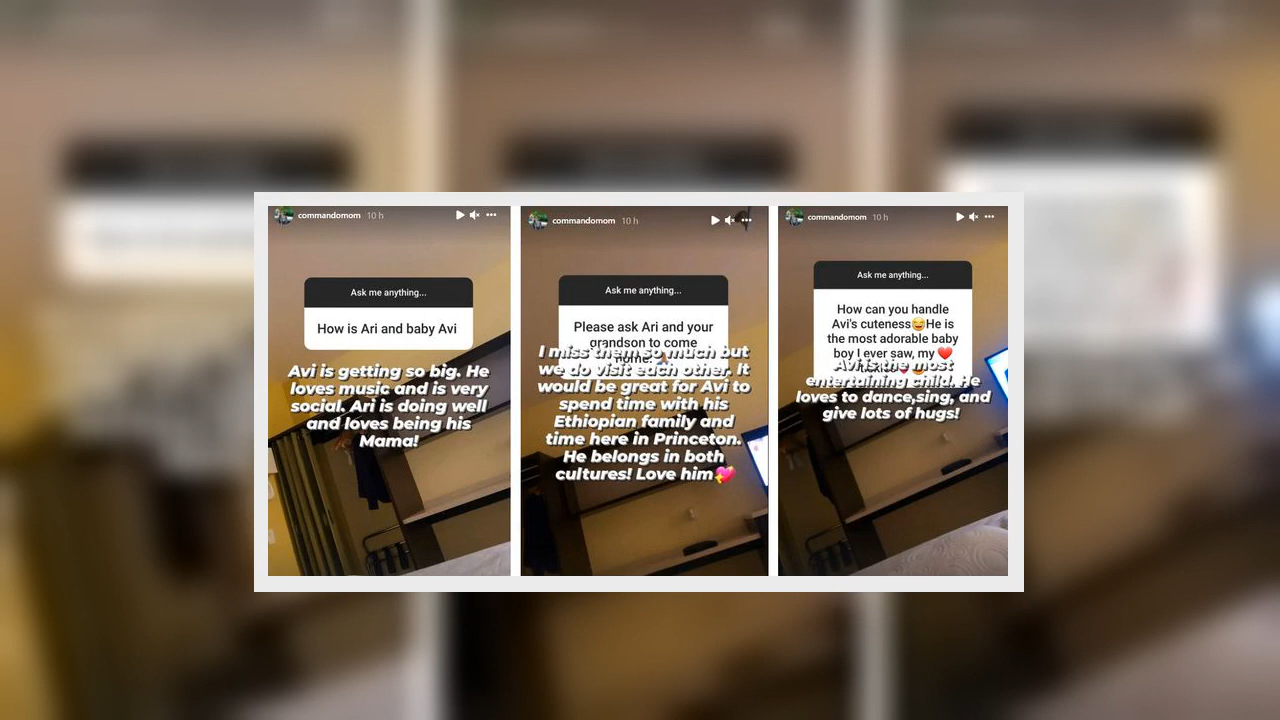 commandomom 10 h
Ask me anything...
How is Ari and baby Avi
Avi is getting so big. He
loves music and is very
social. Ari is doing well
and loves being his
Mama!
commandomom 10 h
Ask me anything...
Please ask Ari and your
grandson to come
home.
I miss them so much but
we do visit each other. It
would be great for Avi to
spend time with his
Ethiopian family and
time here in Princeton.
He belongs in both
cultures! Love him💖
commandomom 10 h
Ask me anything...
How can you handle
Avi's cuteness😅He is
the most adorable baby
boy I ever saw, my ❤️
Avi is the most
entertaining child. He
loves to dance,sing, and
give lots of hugs!